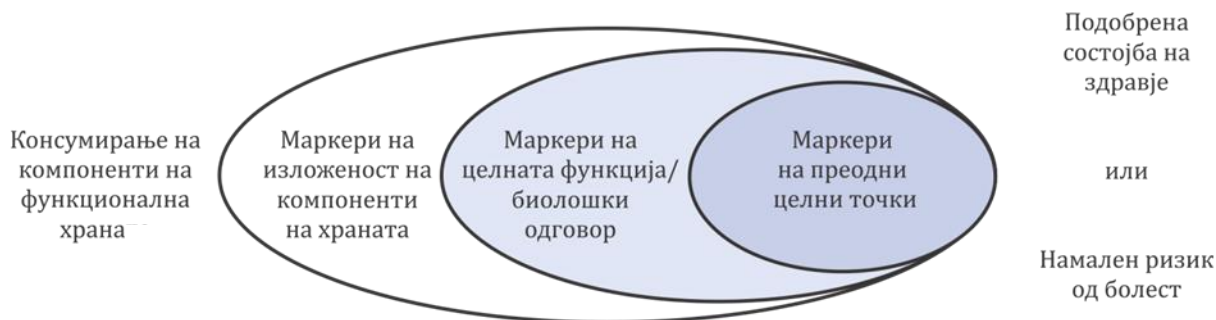 Консумирање на
компоненти на
функционална
храна
Маркери на
изложеност на
компоненти
на храната
Маркери на
целната функција/
биолошки
одговор
Маркери
на преодни
целни точки
Подобрена
состојба на
здравје
или
Намален ризик
од болест